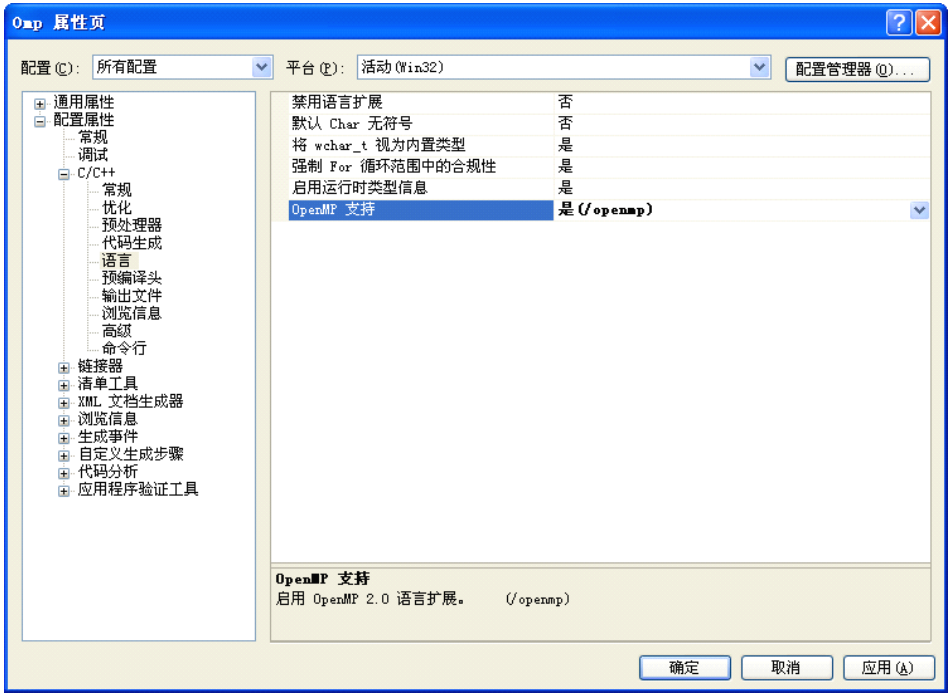 Omp 属性页
配置(C): 所有配置 平台(P): 活动(Win32) 配置管理器(O)...
通用属性
配置属性
常规
调试
C/C++
常规
优化
预处理器
代码生成
语言
预编译头
输出文件
浏览信息
高级
命令行
链接器
清单工具
XML 文档生成器
浏览信息
生成事件
自定义生成步骤
代码分析
应用程序验证工具
禁用语言扩展 否
默认 Char 无符号 否
将 wchar_t 视为内置类型 是
强制 For 循环范围中的合规性 是
启用运行时类型信息 是
OpenMP 支持 是(/openmp)
OpenMP 支持
启用 OpenMP 2.0 语言扩展。 (/openmp)
确定 取消 应用(A)